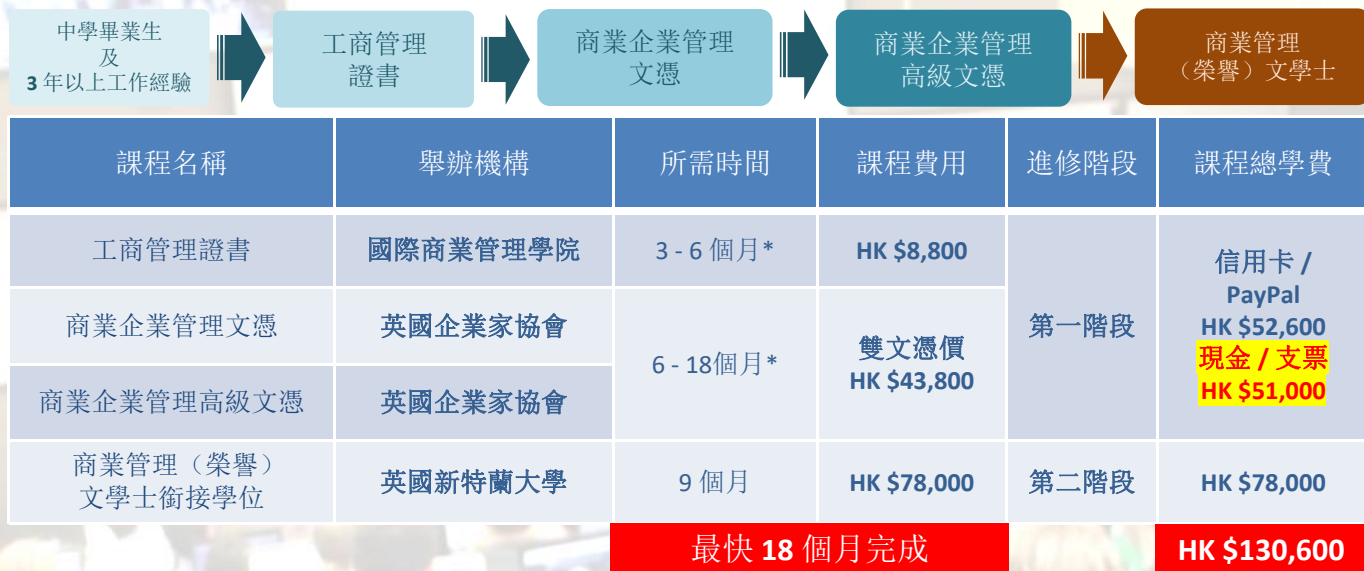 中學畢業生
及
3 年以上工作經驗
工商管理
證書
商業企業管理
文憑
商業企業管理
高級文憑
商業管理
（榮譽）文學士
課程名稱
舉辦機構
所需時間
課程費用
進修階段
課程總學費
工商管理證書
國際商業管理學院
3 - 6 個月*
HK $8,800
第一階段
信用卡 /
PayPal
HK $52,600
現金 / 支票
HK $51,000
商業企業管理文憑
英國企業家協會
6 - 18個月*
雙文憑價
HK $43,800
商業企業管理高級文憑
英國企業家協會
商業管理（榮譽）
文學士銜接學位
英國新特蘭大學
9 個月
HK $78,000
第二階段
HK $78,000
最快 18 個月完成
HK $130,600